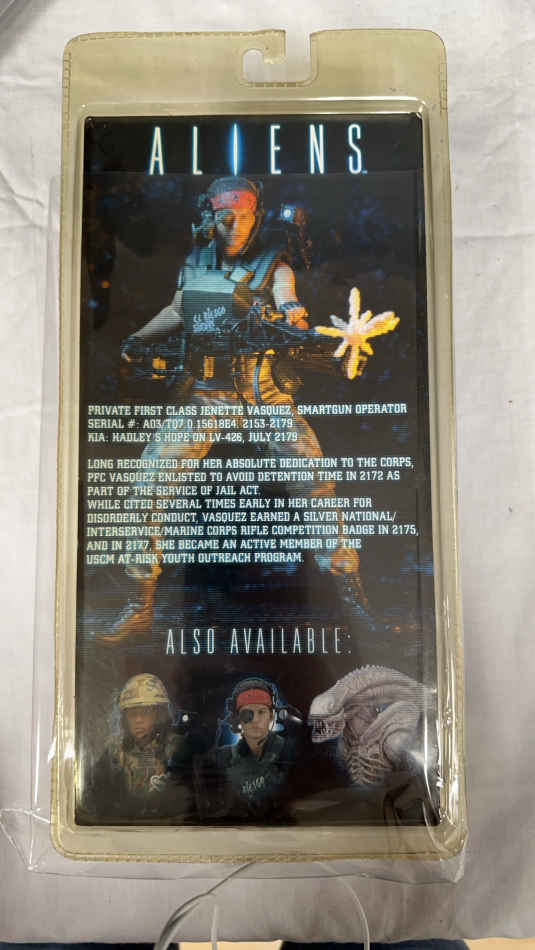 ALIENS™
PRIVATE FIRST CLASS JENETTE VASQUEZ, SMARTGUN OPERATOR
SERIAL #: A03/TQ7.0.15618E4, 2153-2179
KIA: HADLEY'S HOPE ON LV-426, JULY 2179
LONG RECOGNIZED FOR HER ABSOLUTE DEDICATION TO THE CORPS,
PFC VASQUEZ ENLISTED TO AVOID DETENTION TIME IN 2172 AS
PART OF THE SERVICE OF JAIL ACT.
WHILE CITED SEVERAL TIMES EARLY IN HER CAREER FOR
DISORDERLY CONDUCT, VASQUEZ EARNED A SILVER NATIONAL/
INTERSERVICE/MARINE CORPS RIFLE COMPETITION BADGE IN 2175,
AND IN 2177, SHE BECAME AN ACTIVE MEMBER OF THE
USCM AT-RISK YOUTH OUTREACH PROGRAM.
ALSO AVAILABLE: